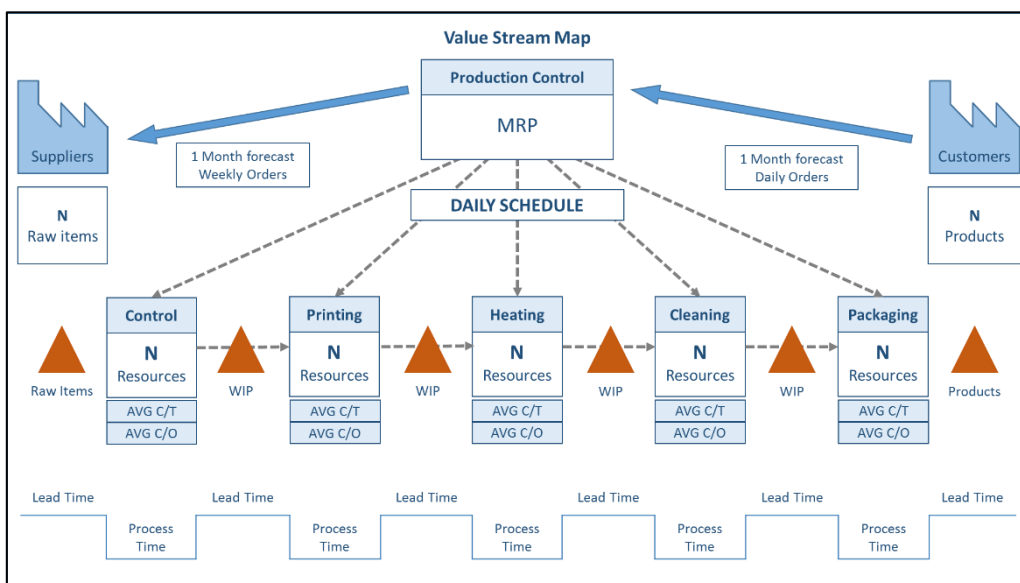 Value Stream Map
Production Control
MRP
Suppliers
Customers
1 Month forecast
Weekly Orders
1 Month forecast
Daily Orders
N
Raw items
DAILY SCHEDULE
N
Products
Control
Printing
Heating
Cleaning
Packaging
N
Resources
N
Resources
N
Resources
N
Resources
N
Resources
Raw Items
WIP
WIP
WIP
WIP
Products
AVG C/T
AVG C/T
AVG C/T
AVG C/T
AVG C/T
AVG C/O
AVG C/O
AVG C/O
AVG C/O
AVG C/O
Lead Time
Lead Time
Lead Time
Lead Time
Lead Time
Lead Time
Process
Time
Process
Time
Process
Time
Process
Time
Process
Time